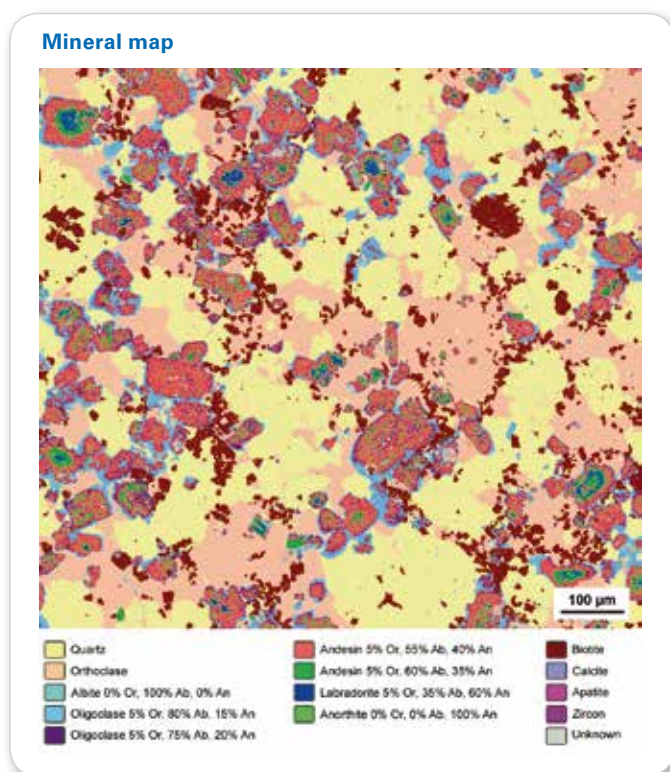 Mineral map
100 µm
Quartz
Orthoclase
Albite 0% Or, 100% Ab, 0% An
Oligoclase 5% Or, 80% Ab, 15% An
Oligoclase 5% Or, 75% Ab, 20% An
Andesin 5% Or, 55% Ab, 40% An
Andesin 5% Or, 60% Ab, 35% An
Labradorite 5% Or, 35% Ab, 60% An
Anorthite 0% Or, 0% Ab, 100% An
Biotite
Calcite
Apatite
Zircon
Unknown